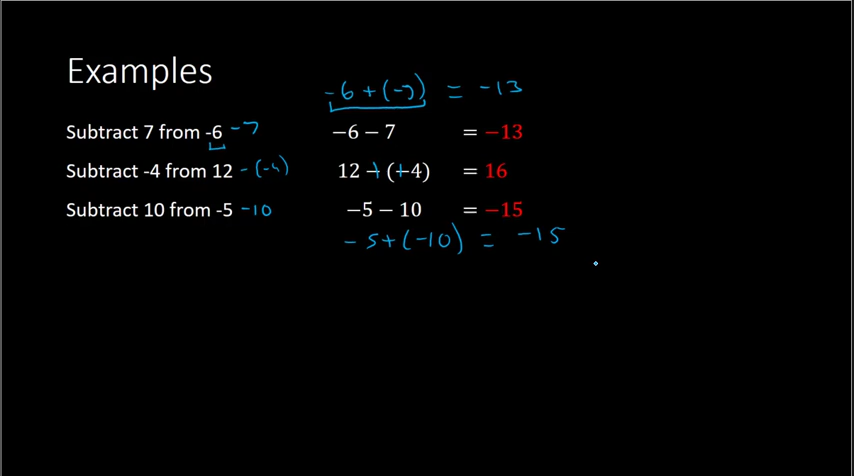 Examples
-6 + (-7) = -13
Subtract 7 from -6 -7 −6 − 7 = −13
Subtract -4 from 12 -(-4) 12 + (+4) = 16
Subtract 10 from -5 -10 −5 − 10 = −15
-5 + (-10) = -15